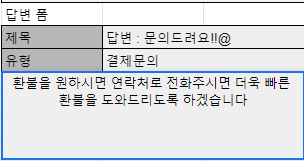 답변 폼
제목 답변 : 문의드려요!!@
유형 결제문의
환불을 원하시면 연락처로 전화주시면 더욱 빠른
환불을 도와드리도록 하겠습니다